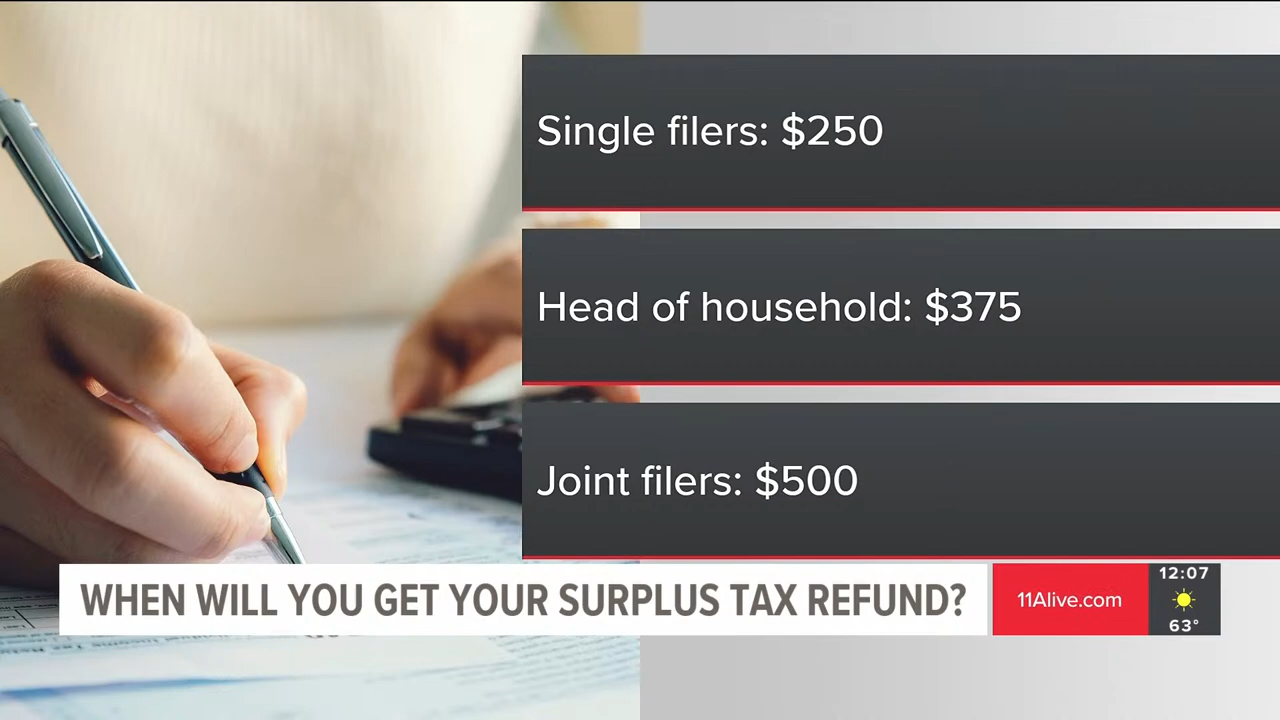 Single filers: $250
Head of household: $375
Joint filers: $500
WHEN WILL YOU GET YOUR SURPLUS TAX REFUND?
11Alive.com
12:07
63°